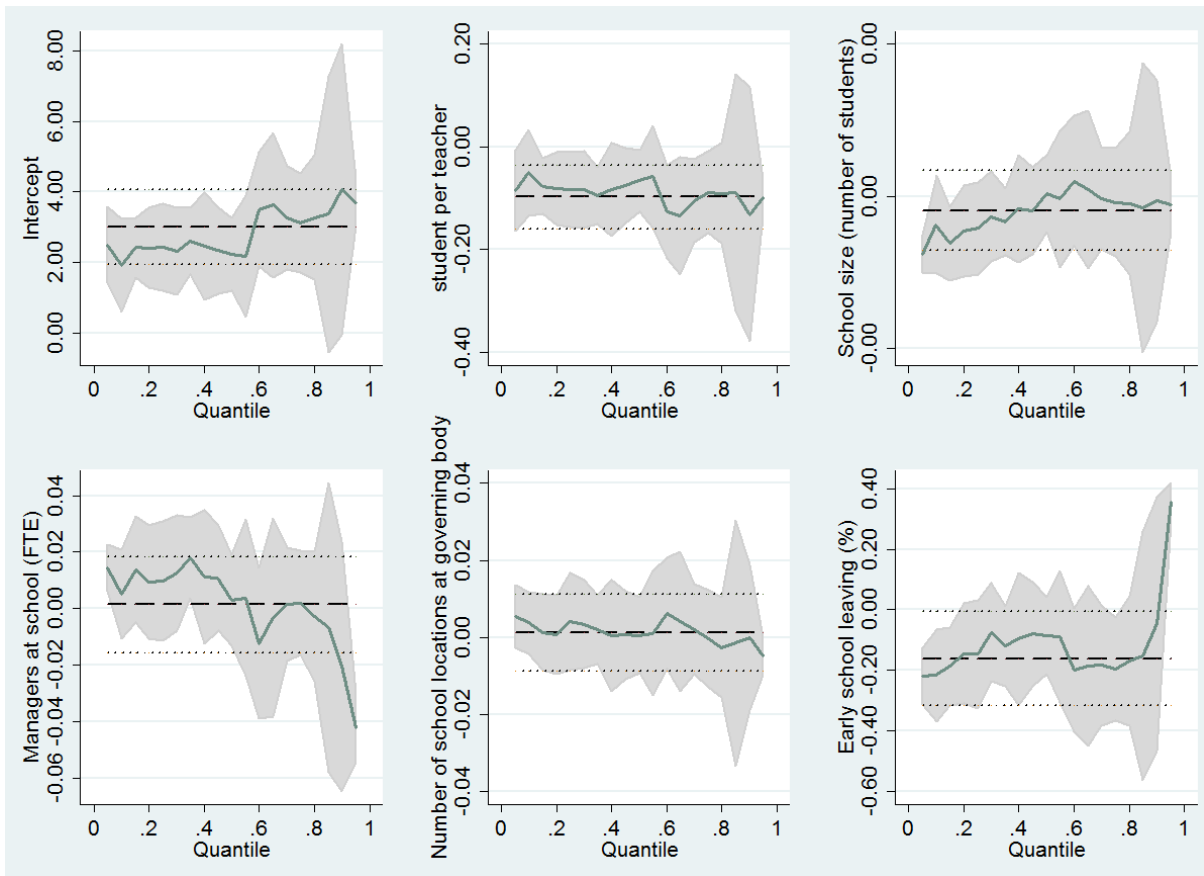 Intercept
8.00
6.00
4.00
2.00
0.00
0 .2 .4 .6 .8 1
Quantile
student per teacher
0.20
0.00
-0.20
-0.40
0 .2 .4 .6 .8 1
Quantile
School size (number of students)
0.00
0.00
-0.00
0 .2 .4 .6 .8 1
Quantile
Managers at school (FTE)
0.04
0.02
0.00
-0.02
-0.04
-0.06
0 .2 .4 .6 .8 1
Quantile
Number of school locations at governing body
0.04
0.02
0.00
-0.02
-0.04
0 .2 .4 .6 .8 1
Quantile
Early school leaving (%)
0.40
0.20
0.00
-0.20
-0.40
-0.60
0 .2 .4 .6 .8 1
Quantile